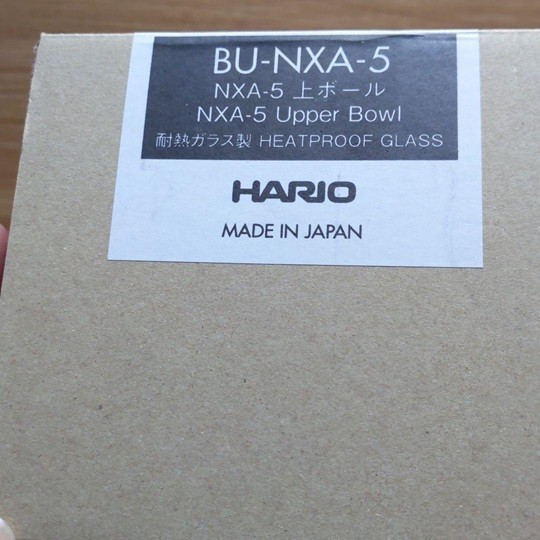 BU-NXA-5
NXA-5 上ボール
NXA-5 Upper Bowl
耐熱ガラス製 HEATPROOF GLASS
HARIO
MADE IN JAPAN